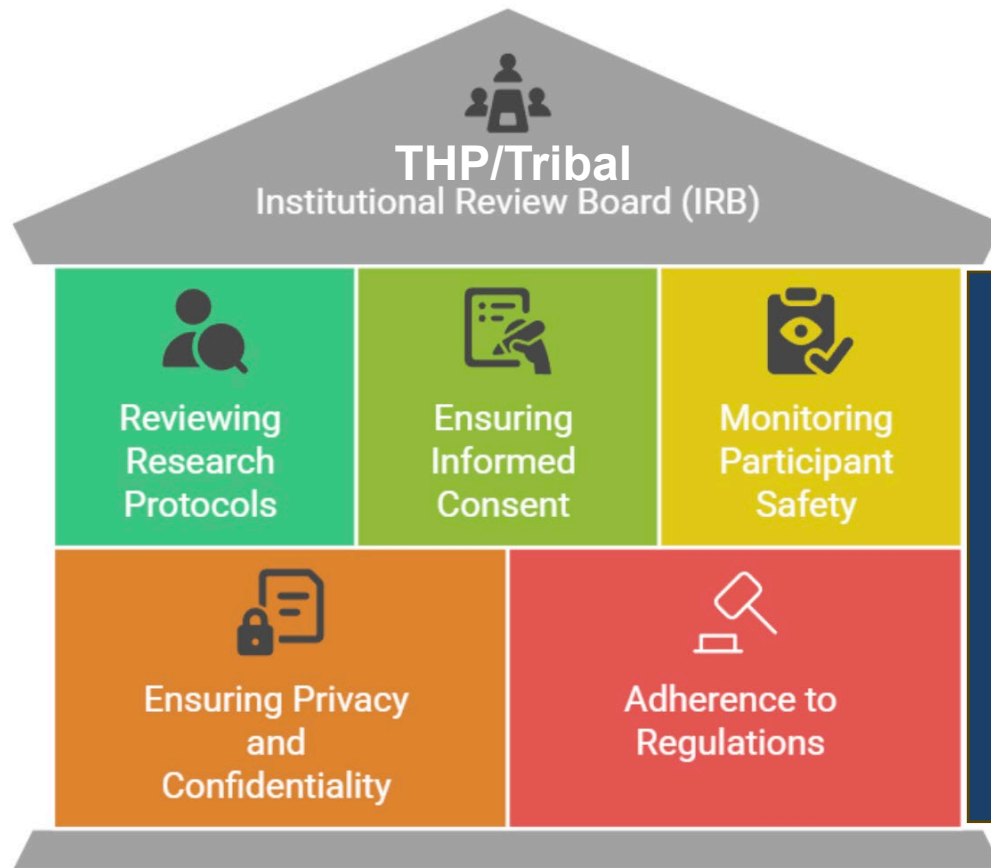 THP/Tribal
Institutional Review Board (IRB)
Reviewing
Research
Protocols
Ensuring
Informed
Consent
Monitoring
Participant
Safety
Ensuring Privacy
and
Confidentiality
Adherence to
Regulations